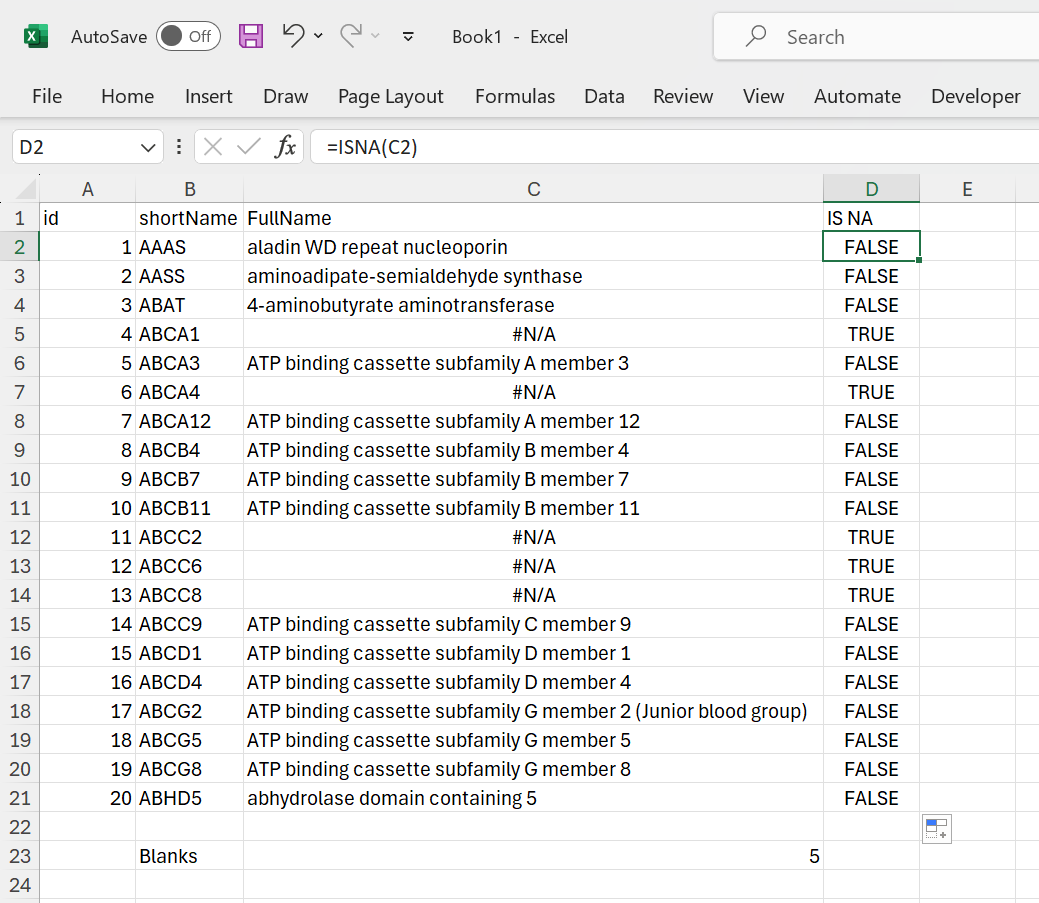 AutoSave Off Book1 - Excel Search
File Home Insert Draw Page Layout Formulas Data Review View Automate Developer
D2 fx =ISNA(C2)
A B C D E
1 id shortName FullName IS NA
2 1 AAAS aladin WD repeat nucleoporin FALSE
3 2 AASS aminoadipate-semialdehyde synthase FALSE
4 3 ABAT 4-aminobutyrate aminotransferase FALSE
5 4 ABCA1 #N/A TRUE
6 5 ABCA3 ATP binding cassette subfamily A member 3 FALSE
7 6 ABCA4 #N/A TRUE
8 7 ABCA12 ATP binding cassette subfamily A member 12 FALSE
9 8 ABCB4 ATP binding cassette subfamily B member 4 FALSE
10 9 ABCB7 ATP binding cassette subfamily B member 7 FALSE
11 10 ABCB11 ATP binding cassette subfamily B member 11 FALSE
12 11 ABCC2 #N/A TRUE
13 12 ABCC6 #N/A TRUE
14 13 ABCC8 #N/A TRUE
15 14 ABCC9 ATP binding cassette subfamily C member 9 FALSE
16 15 ABCD1 ATP binding cassette subfamily D member 1 FALSE
17 16 ABCD4 ATP binding cassette subfamily D member 4 FALSE
18 17 ABCG2 ATP binding cassette subfamily G member 2 (Junior blood group) FALSE
19 18 ABCG5 ATP binding cassette subfamily G member 5 FALSE
20 19 ABCG8 ATP binding cassette subfamily G member 8 FALSE
21 20 ABHD5 abhydrolase domain containing 5 FALSE
22
23 Blanks 5
24